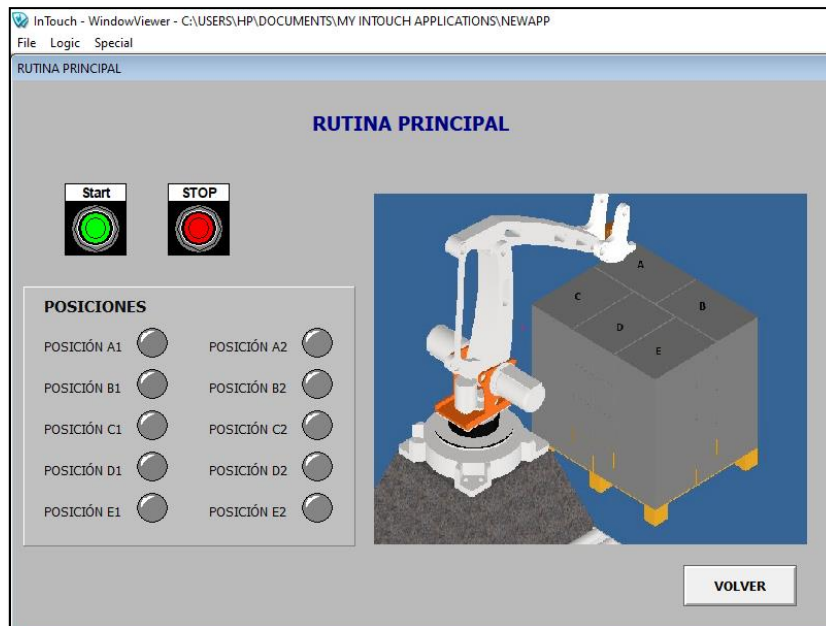 InTouch - WindowViewer - C:\USERS\HP\DOCUMENTS\MY INTOUCH APPLICATIONS\NEWAPP
File Logic Special
RUTINA PRINCIPAL
RUTINA PRINCIPAL
Start STOP
POSICIONES
POSICIÓN A1 POSICIÓN A2
POSICIÓN B1 POSICIÓN B2
POSICIÓN C1 POSICIÓN C2
POSICIÓN D1 POSICIÓN D2
POSICIÓN E1 POSICIÓN E2
A
C B
D
E
VOLVER